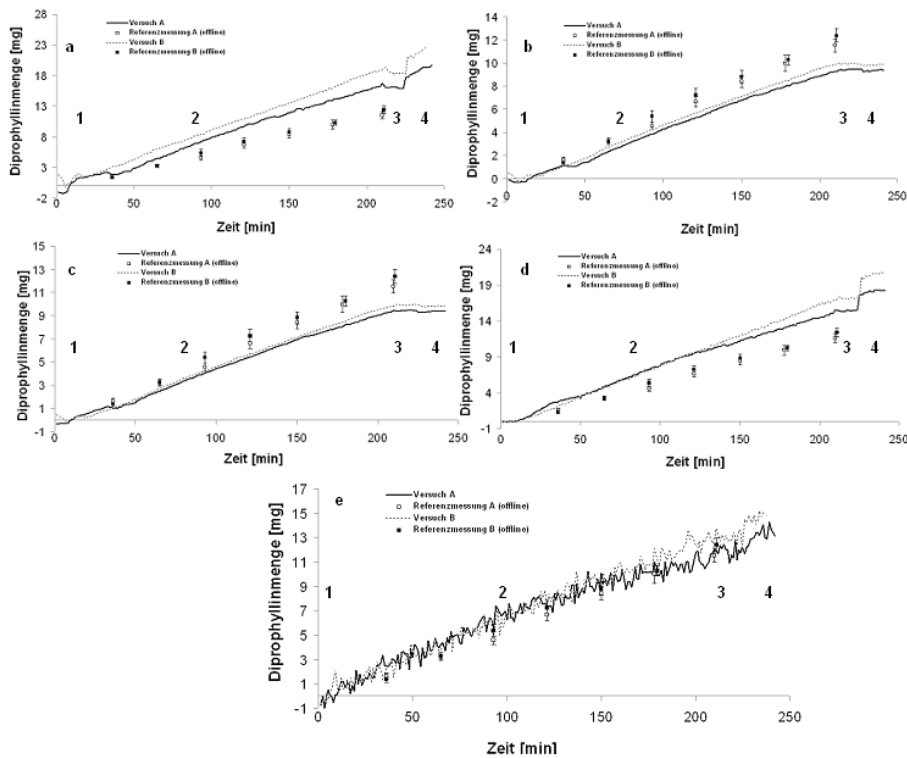 a
Versuch A
Referenzmessung A (offline)
Versuch B
Referenzmessung B (offline)
Diprophyllinmenge [mg]
28
23
18
13
8
3
-2
1
2
3
4
0
50
100
150
200
250
Zeit [min]
b
Versuch A
Referenzmessung A (offline)
Versuch B
Referenzmessung B (offline)
Diprophyllinmenge [mg]
14
12
10
8
6
4
2
0
-2
1
2
3
4
0
50
100
150
200
250
Zeit [min]
c
Versuch A
Referenzmessung A (offline)
Versuch B
Referenzmessung B (offline)
Diprophyllinmenge [mg]
15
13
11
9
7
5
3
1
-1
1
2
3
4
0
50
100
150
200
250
Zeit [min]
d
Versuch A
Referenzmessung A (offline)
Versuch B
Referenzmessung B (offline)
Diprophyllinmenge [mg]
24
19
14
9
4
-1
1
2
3
4
0
50
100
150
200
250
Zeit [min]
e
Versuch A
Referenzmessung A (offline)
Versuch B
Referenzmessung B (offline)
Diprophyllinmenge [mg]
17
15
13
11
9
7
5
3
1
-1
1
2
3
4
0
50
100
150
200
250
Zeit [min]